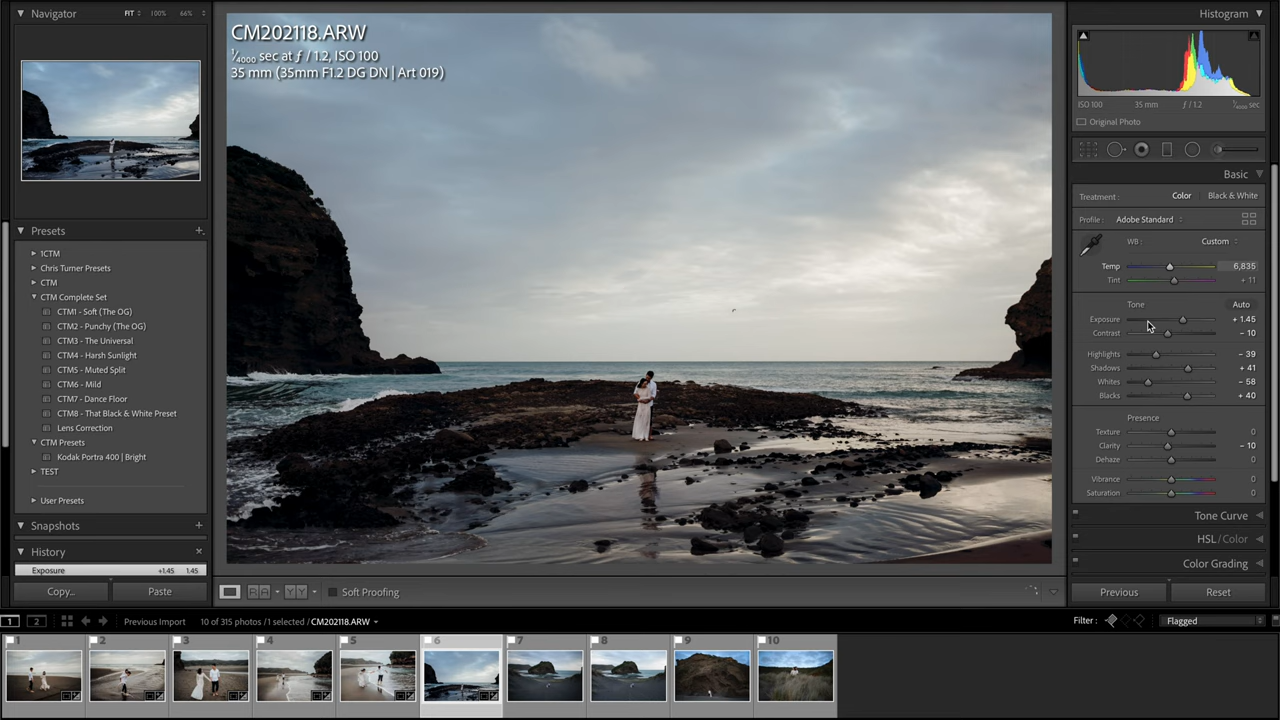 Navigator
FIT
100%
66%
CM202118.ARW
1/4000 sec at ƒ / 1.2, ISO 100
35 mm (35mm F1.2 DG DN | Art 019)
Presets
1CTM
Chris Turner Presets
CTM
CTM Complete Set
CTM1 - Soft (The OG)
CTM2 - Punchy (The OG)
CTM3 - The Universal
CTM4 - Harsh Sunlight
CTM5 - Muted Split
CTM6 - Mild
CTM7 - Dance Floor
CTM8 - That Black & White Preset
Lens Correction
CTM Presets
Kodak Portra 400 | Bright
TEST
User Presets
Snapshots
History
Exposure +1.45 1.45
Copy...
Paste
Soft Proofing
Histogram
ISO 100 35 mm ƒ / 1.2 1/4000 sec
Original Photo
Basic
Treatment : Color Black & White
Profile : Adobe Standard
WB : Custom
Temp 6,835
Tint + 11
Tone Auto
Exposure + 1.45
Contrast − 10
Highlights − 39
Shadows + 41
Whites − 58
Blacks + 40
Presence
Texture 0
Clarity − 10
Dehaze 0
Vibrance 0
Saturation 0
Tone Curve
HSL / Color
Color Grading
Previous
Reset
1 2 Previous Import 10 of 315 photos / 1 selected / CM202118.ARW
Filter : Flagged
1 2 3 4 5 6 7 8 9 10